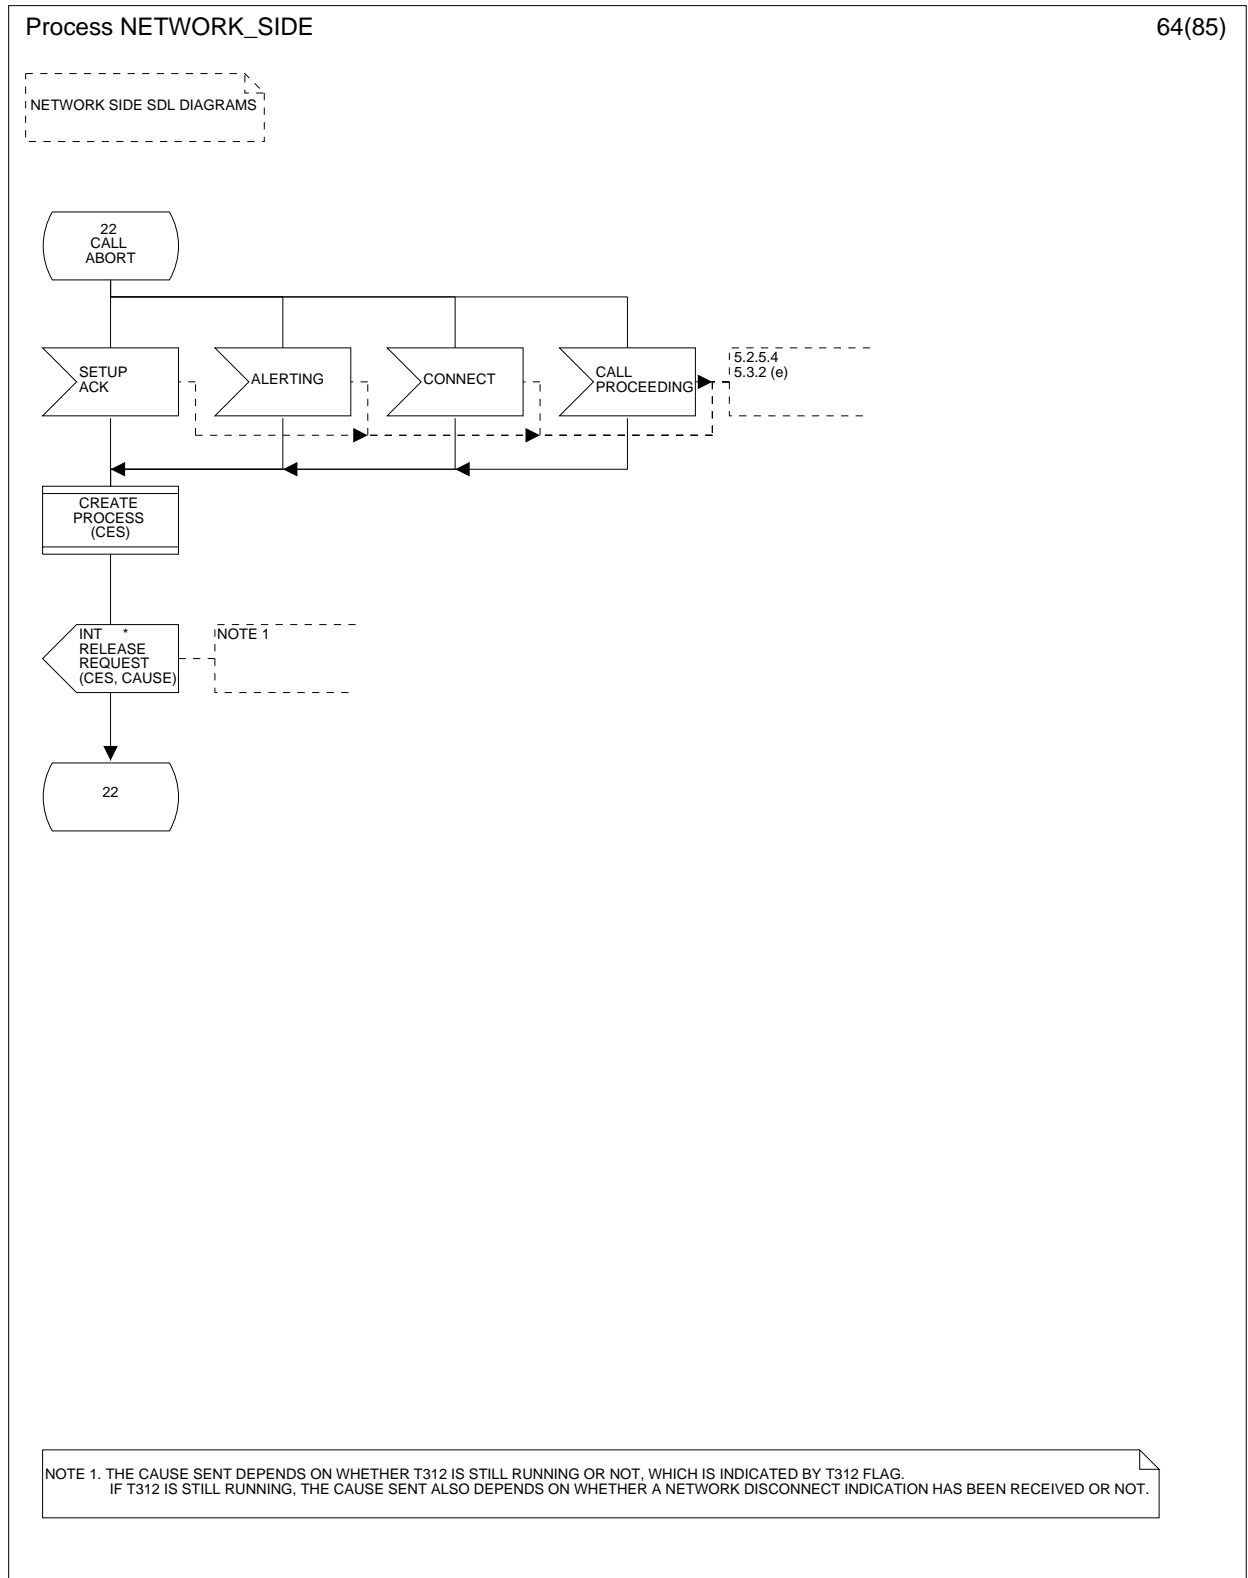 Process NETWORK_SIDE
64(85)
NETWORK SIDE SDL DIAGRAMS
22
CALL
ABORT
SETUP
ACK
ALERTING
CONNECT
CALL
PROCEEDING
5.2.5.4
5.3.2 (e)
CREATE
PROCESS
(CES)
INT *
RELEASE
REQUEST
(CES, CAUSE)
NOTE 1
22
NOTE 1. THE CAUSE SENT DEPENDS ON WHETHER T312 IS STILL RUNNING OR NOT, WHICH IS INDICATED BY T312 FLAG.
IF T312 IS STILL RUNNING, THE CAUSE SENT ALSO DEPENDS ON WHETHER A NETWORK DISCONNECT INDICATION HAS BEEN RECEIVED OR NOT.